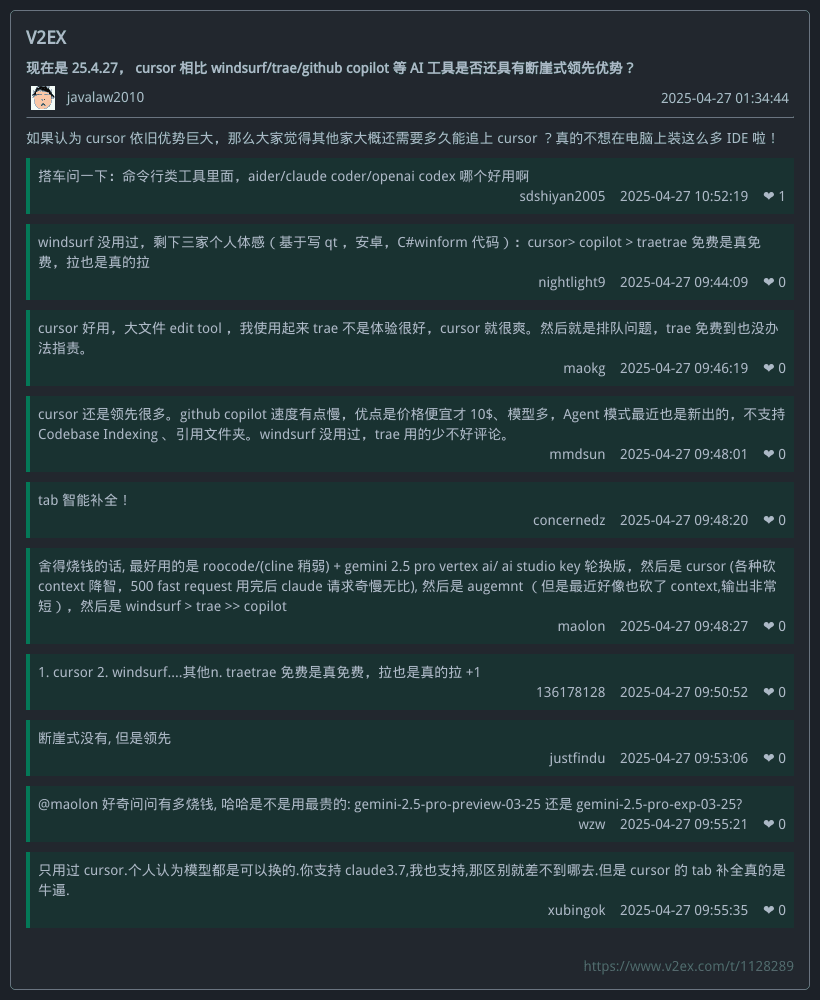 V2EX
现在是 25.4.27， cursor 相比 windsurf/trae/github copilot 等 AI 工具是否还具有断崖式领先优势？
javalaw2010
2025-04-27 01:34:44
如果认为 cursor 依旧优势巨大，那么大家觉得其他家大概还需要多久能追上 cursor ？真的不想在电脑上装这么多 IDE 啦！
搭车问一下：命令行类工具里面，aider/claude coder/openai codex 哪个好用啊
sdshiyan2005 2025-04-27 10:52:19 ❤ 1
windsurf 没用过，剩下三家个人体感（基于写 qt ，安卓，C#winform 代码）：cursor> copilot > traetrae 免费是真免
费，拉也是真的拉
nightlight9 2025-04-27 09:44:09 ❤ 0
cursor 好用，大文件 edit tool ，我使用起来 trae 不是体验很好，cursor 就很爽。然后就是排队问题，trae 免费到也没办
法指责。
maokg 2025-04-27 09:46:19 ❤ 0
cursor 还是领先很多。github copilot 速度有点慢，优点是价格便宜才 10$、模型多，Agent 模式最近也是新出的，不支持
Codebase Indexing 、引用文件夹。windsurf 没用过，trae 用的少不好评论。
mmdsun 2025-04-27 09:48:01 ❤ 0
tab 智能补全！
concernedz 2025-04-27 09:48:20 ❤ 0
舍得烧钱的话, 最好用的是 roocode/(cline 稍弱) + gemini 2.5 pro vertex ai/ ai studio key 轮换版，然后是 cursor (各种砍
context 降智，500 fast request 用完后 claude 请求奇慢无比), 然后是 augemnt （但是最近好像也砍了 context,输出非常
短），然后是 windsurf > trae >> copilot
maolon 2025-04-27 09:48:27 ❤ 0
1. cursor 2. windsurf....其他n. traetrae 免费是真免费，拉也是真的拉 +1
136178128 2025-04-27 09:50:52 ❤ 0
断崖式没有, 但是领先
justfindu 2025-04-27 09:53:06 ❤ 0
@maolon 好奇问问有多烧钱, 哈哈是不是用最贵的: gemini-2.5-pro-preview-03-25 还是 gemini-2.5-pro-exp-03-25?
wzw 2025-04-27 09:55:21 ❤ 0
只用过 cursor.个人认为模型都是可以换的.你支持 claude3.7,我也支持,那区别就差不到哪去.但是 cursor 的 tab 补全真的是
牛逼.
xubingok 2025-04-27 09:55:35 ❤ 0
https://www.v2ex.com/t/1128289